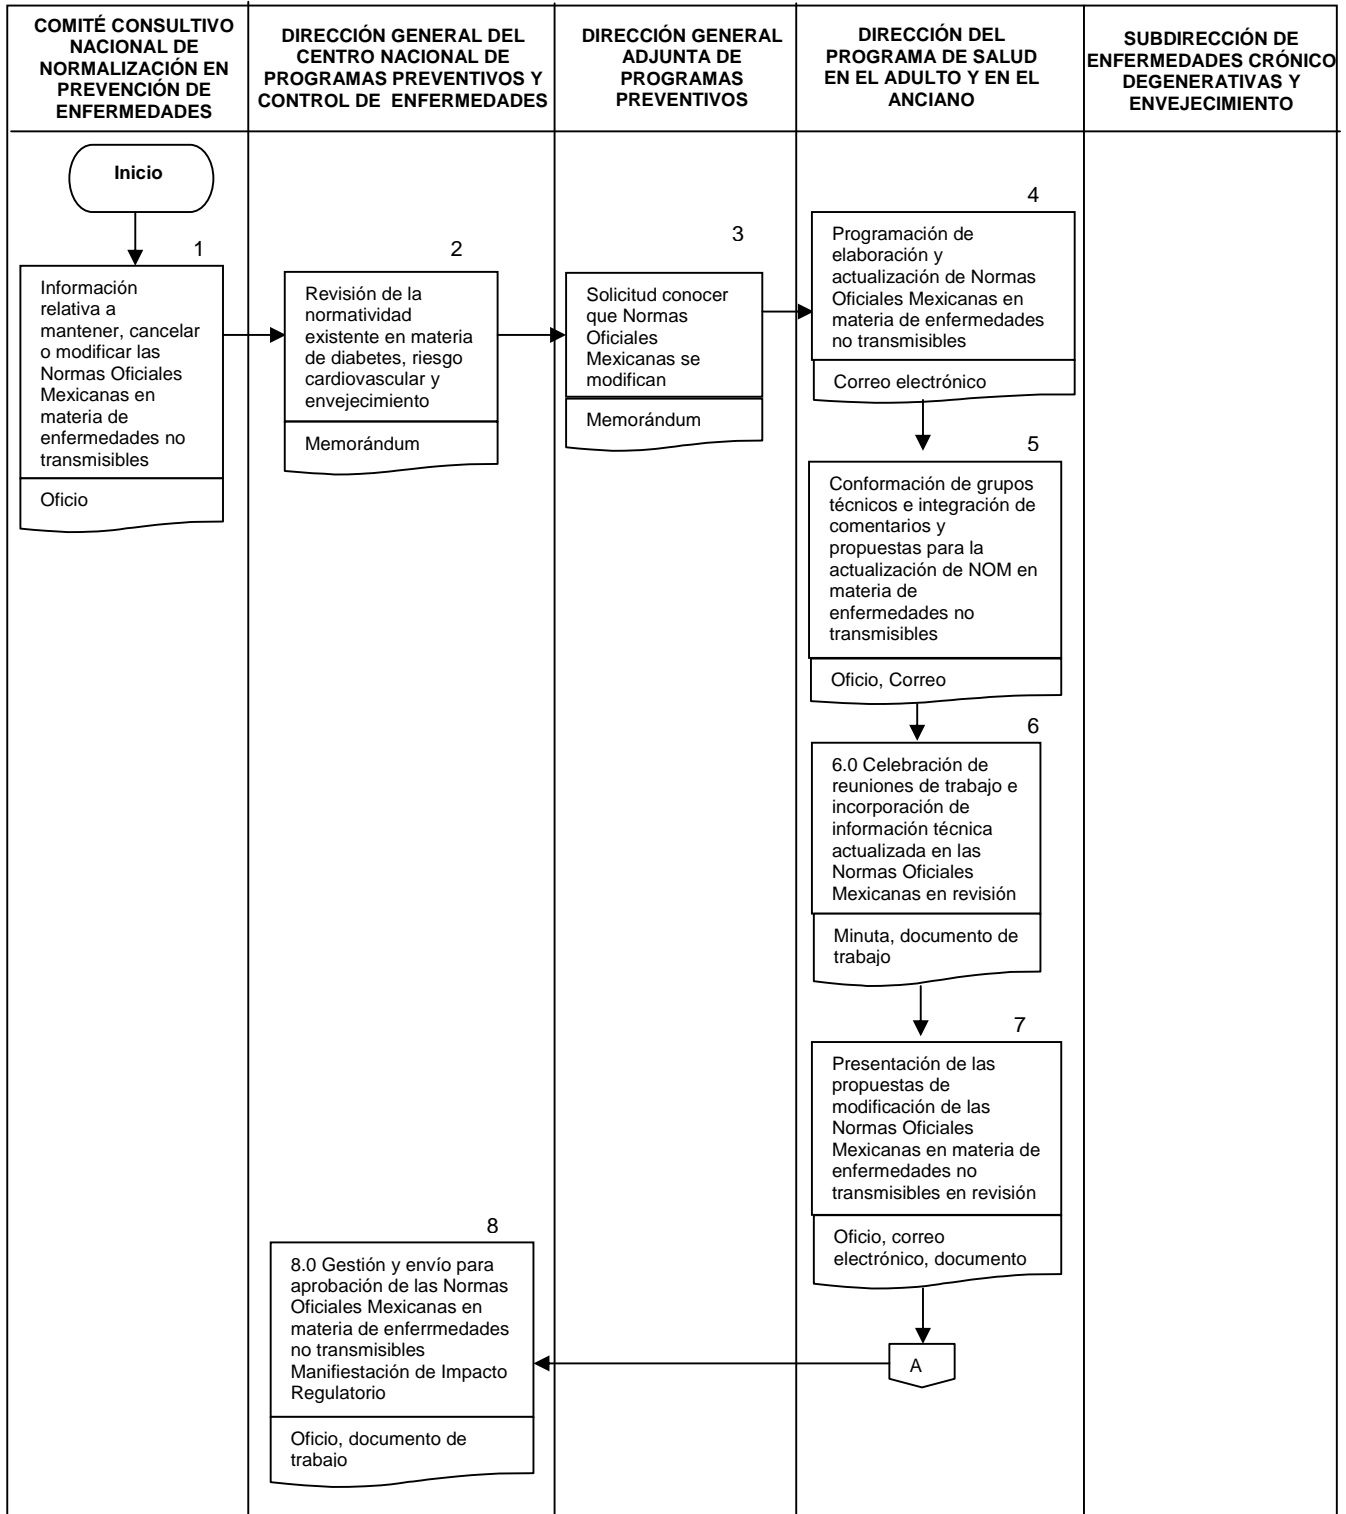 COMITÉ CONSULTIVO
NACIONAL DE
NORMALIZACIÓN EN
PREVENCIÓN DE
ENFERMEDADES
DIRECCIÓN GENERAL DEL
CENTRO NACIONAL DE
PROGRAMAS PREVENTIVOS Y
CONTROL DE ENFERMEDADES
DIRECCIÓN GENERAL
ADJUNTA DE
PROGRAMAS
PREVENTIVOS
DIRECCIÓN DEL
PROGRAMA DE SALUD
EN EL ADULTO Y EN EL
ANCIANO
SUBDIRECCIÓN DE
ENFERMEDADES CRÓNICO
DEGENERATIVAS Y
ENVEJECIMIENTO
Inicio
1
Información
relativa a
mantener, cancelar
o modificar las
Normas Oficiales
Mexicanas en
materia de
enfermedades no
transmisibles
Oficio
2
Revisión de la
normatividad
existente en materia
de diabetes, riesgo
cardiovascular y
envejecimiento
Memorándum
3
Solicitud conocer
que Normas
Oficiales
Mexicanas se
modifican
Memorándum
4
Programación de
elaboración y
actualización de Normas
Oficiales Mexicanas en
materia de enfermedades
no transmisibles
Correo electrónico
5
Conformación de grupos
técnicos e integración de
comentarios y
propuestas para la
actualización de NOM en
materia de
enfermedades no
transmisibles
Oficio, Correo
6
6.0 Celebración de
reuniones de trabajo e
incorporación de
información técnica
actualizada en las
Normas Oficiales
Mexicanas en revisión
Minuta, documento de
trabajo
7
Presentación de las
propuestas de
modificación de las
Normas Oficiales
Mexicanas en materia de
enfermedades no
transmisibles en revisión
Oficio, correo
electrónico, documento
A
8
8.0 Gestión y envío para
aprobación de las Normas
Oficiales Mexicanas en
materia de enferrmedades
no transmisibles
Manifiestación de Impacto
Regulatorio
Oficio, documento de
trabajo